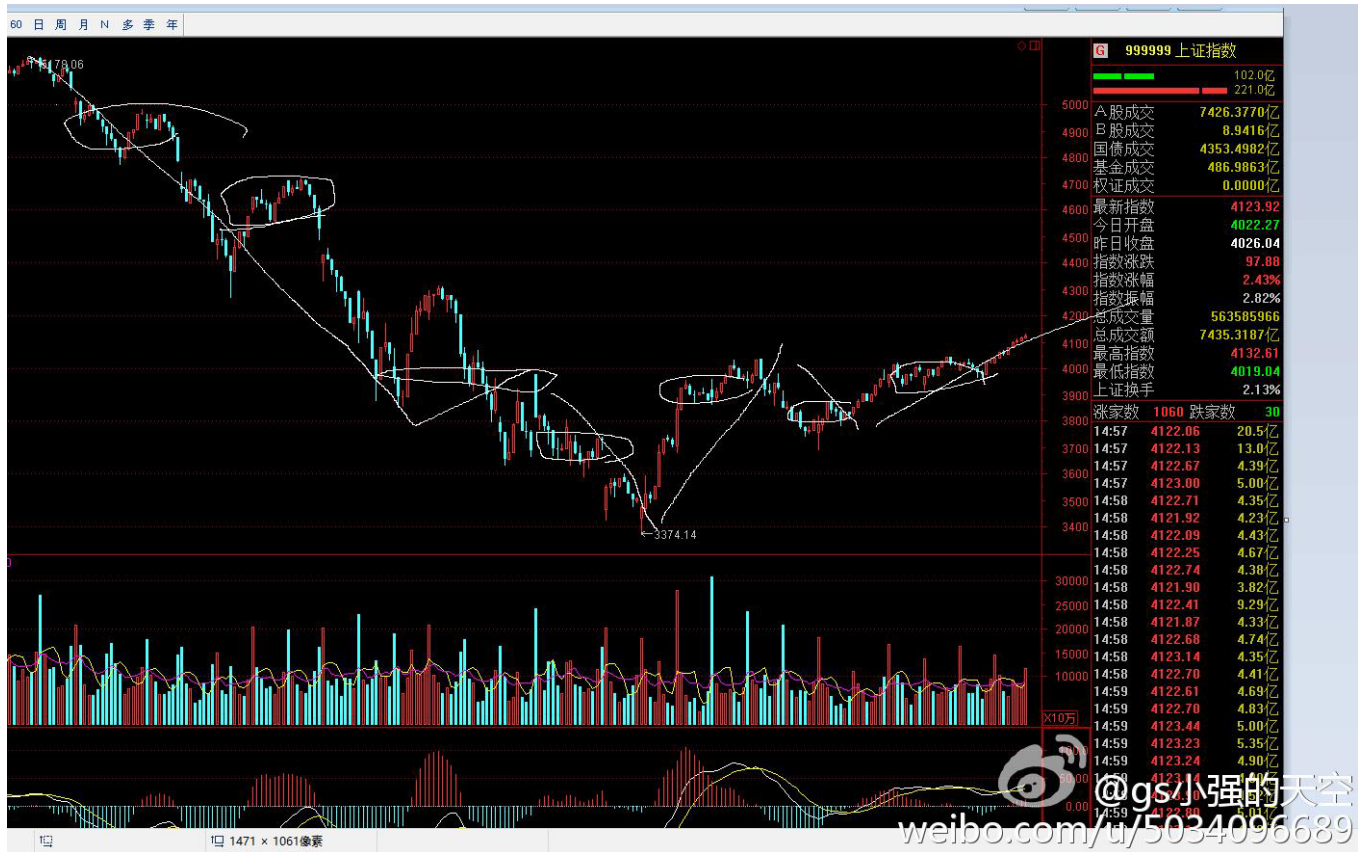 60 日 周 月 N 多 季 年
5178.06
3374.14
5000
4900
4800
4700
4600
4500
4400
4300
4200
4100
4000
3900
3800
3700
3600
3500
3400
30000
25000
20000
15000
10000
X10万
50.00
0.00
G 999999 上证指数
102.0亿
221.0亿
A股成交 7426.3770亿
B股成交 8.9416亿
国债成交 4353.4982亿
基金成交 486.9863亿
权证成交 0.0000亿
最新指数 4123.92
今日开盘 4022.27
昨日收盘 4026.04
指数涨跌 97.88
指数涨幅 2.43%
指数振幅 2.82%
总成交量 563585966
总成交额 7435.3187亿
最高指数 4132.61
最低指数 4019.04
上证换手 2.13%
涨家数 1060 跌家数 30
14:57 4122.06 20.5亿
14:57 4122.13 13.0亿
14:57 4122.67 4.39亿
14:57 4123.00 5.00亿
14:58 4122.71 4.35亿
14:58 4121.92 4.23亿
14:58 4122.09 4.43亿
14:58 4122.25 4.67亿
14:58 4122.74 4.38亿
14:58 4121.90 3.82亿
14:58 4122.41 9.29亿
14:58 4121.87 4.33亿
14:58 4122.68 4.74亿
14:58 4123.14 4.35亿
14:58 4122.70 4.41亿
14:59 4122.61 4.69亿
14:59 4122.70 4.83亿
14:59 4123.44 5.00亿
14:59 4123.23 5.35亿
14:59 4123.24 4.90亿
@gs小强的天空
weibo.com/u/5034096689
1471 × 1061像素